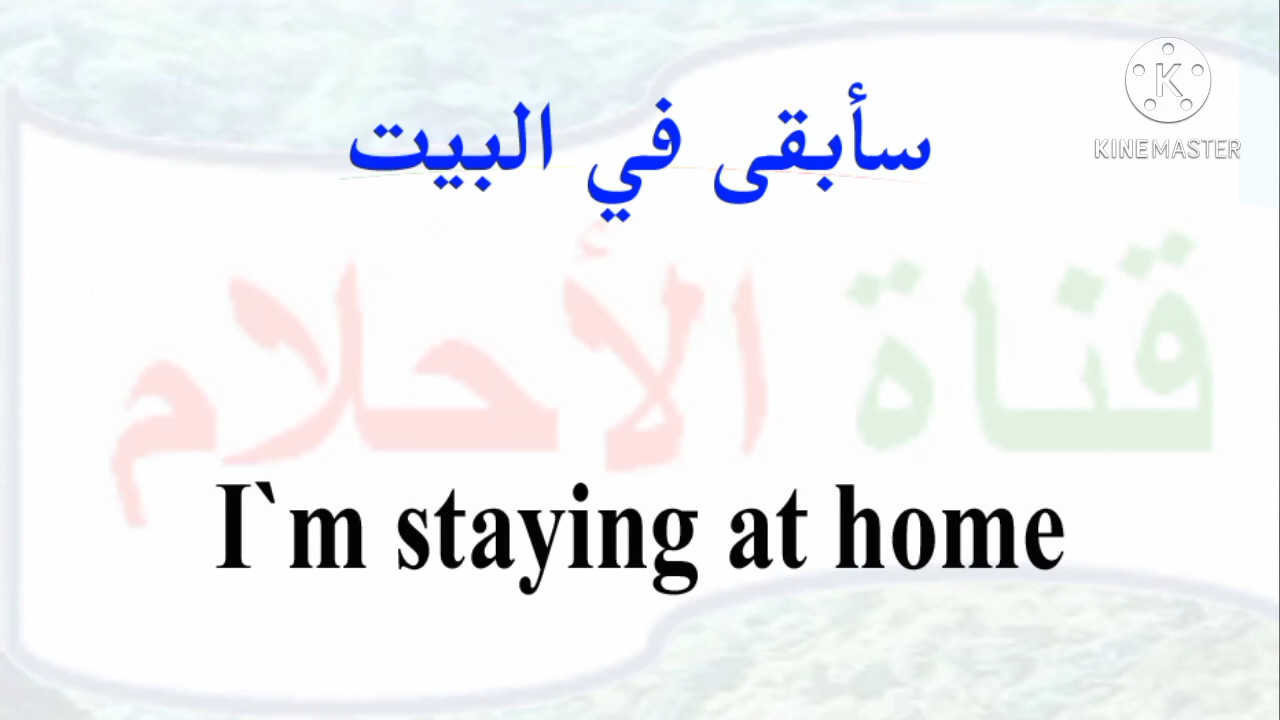 سأبقى في البيت
K
KINEMASTER
قناة الأحلام
I`m staying at home